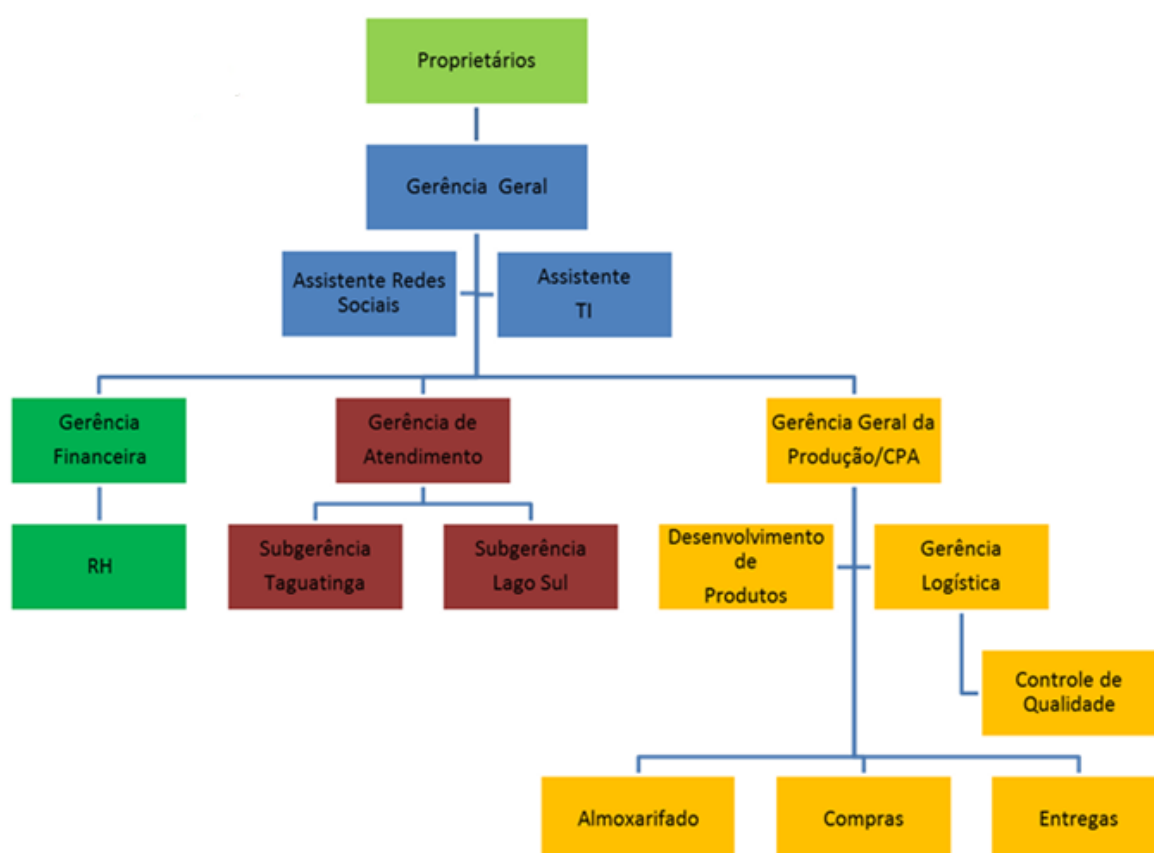 Proprietários
Gerência Geral
Assistente Redes
Sociais
Assistente
TI
Gerência
Financeira
Gerência de
Atendimento
Gerência Geral da
Produção/CPA
RH
Subgerência
Taguatinga
Subgerência
Lago Sul
Desenvolvimento
de
Produtos
Gerência
Logística
Controle de
Qualidade
Almoxarifado
Compras
Entregas